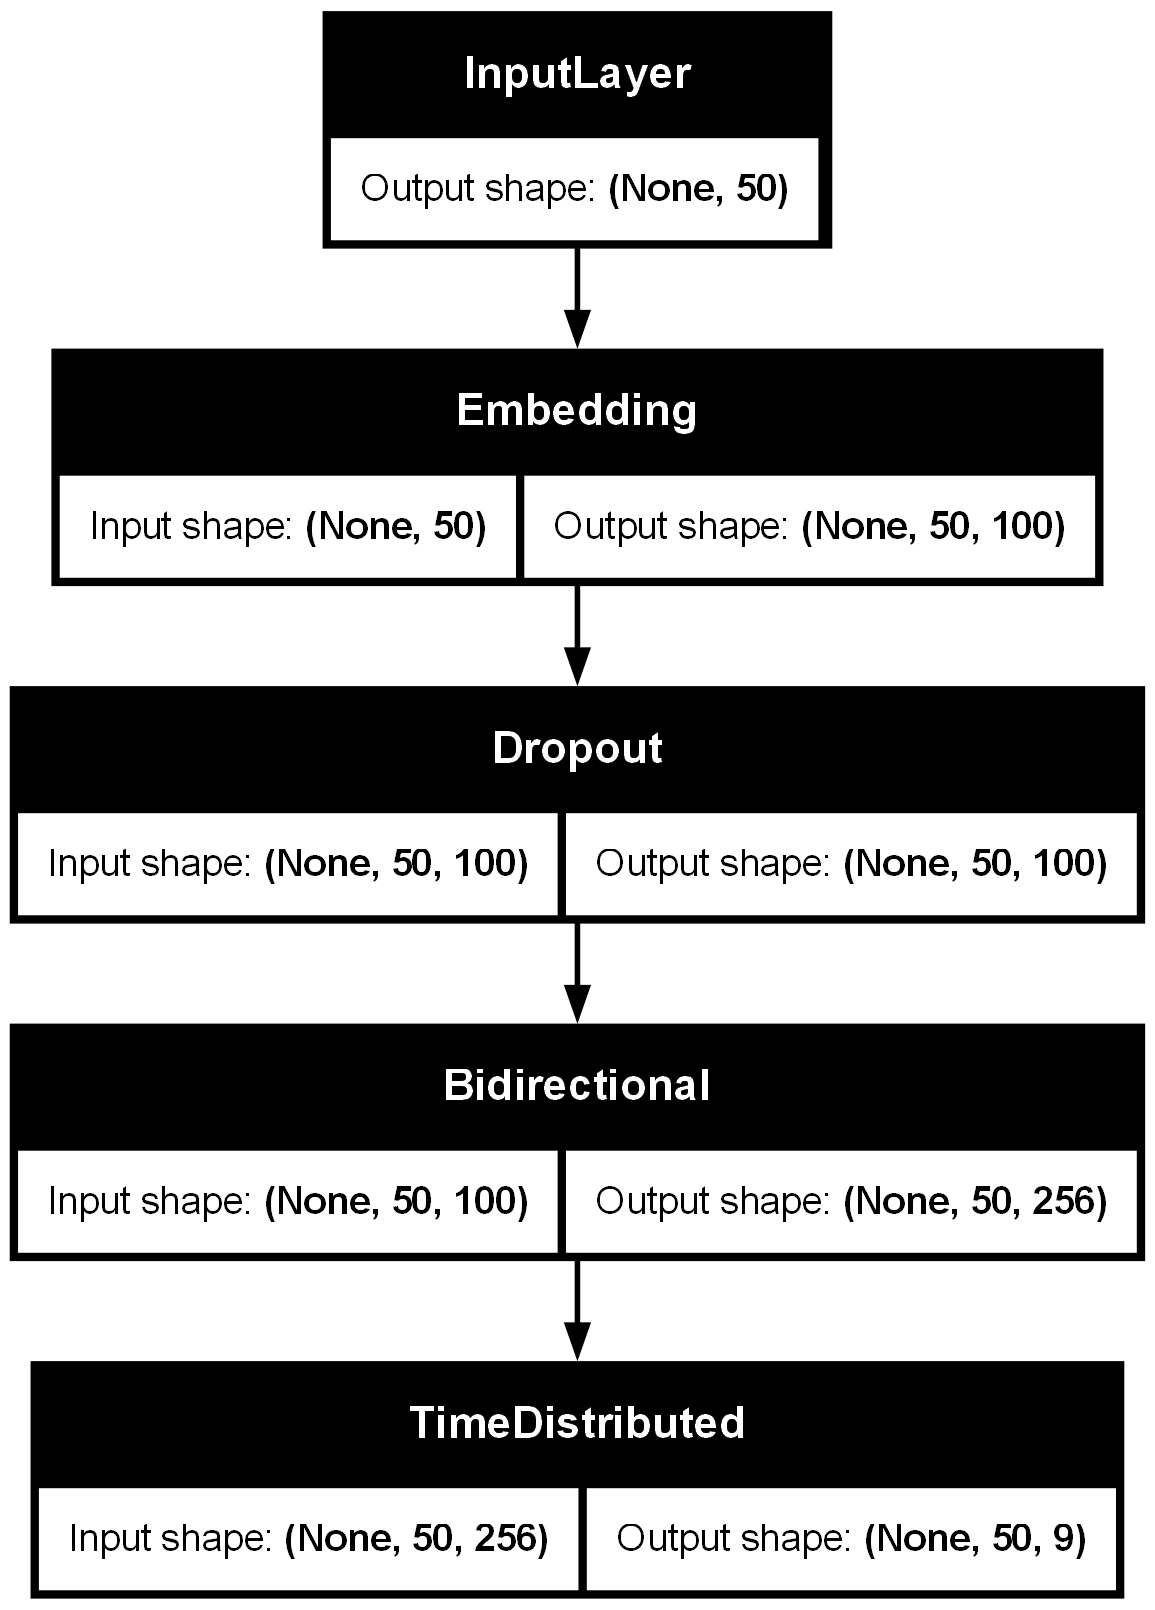 InputLayer
Output shape: (None, 50)
Embedding
Input shape: (None, 50) Output shape: (None, 50, 100)
Dropout
Input shape: (None, 50, 100) Output shape: (None, 50, 100)
Bidirectional
Input shape: (None, 50, 100) Output shape: (None, 50, 256)
TimeDistributed
Input shape: (None, 50, 256) Output shape: (None, 50, 9)